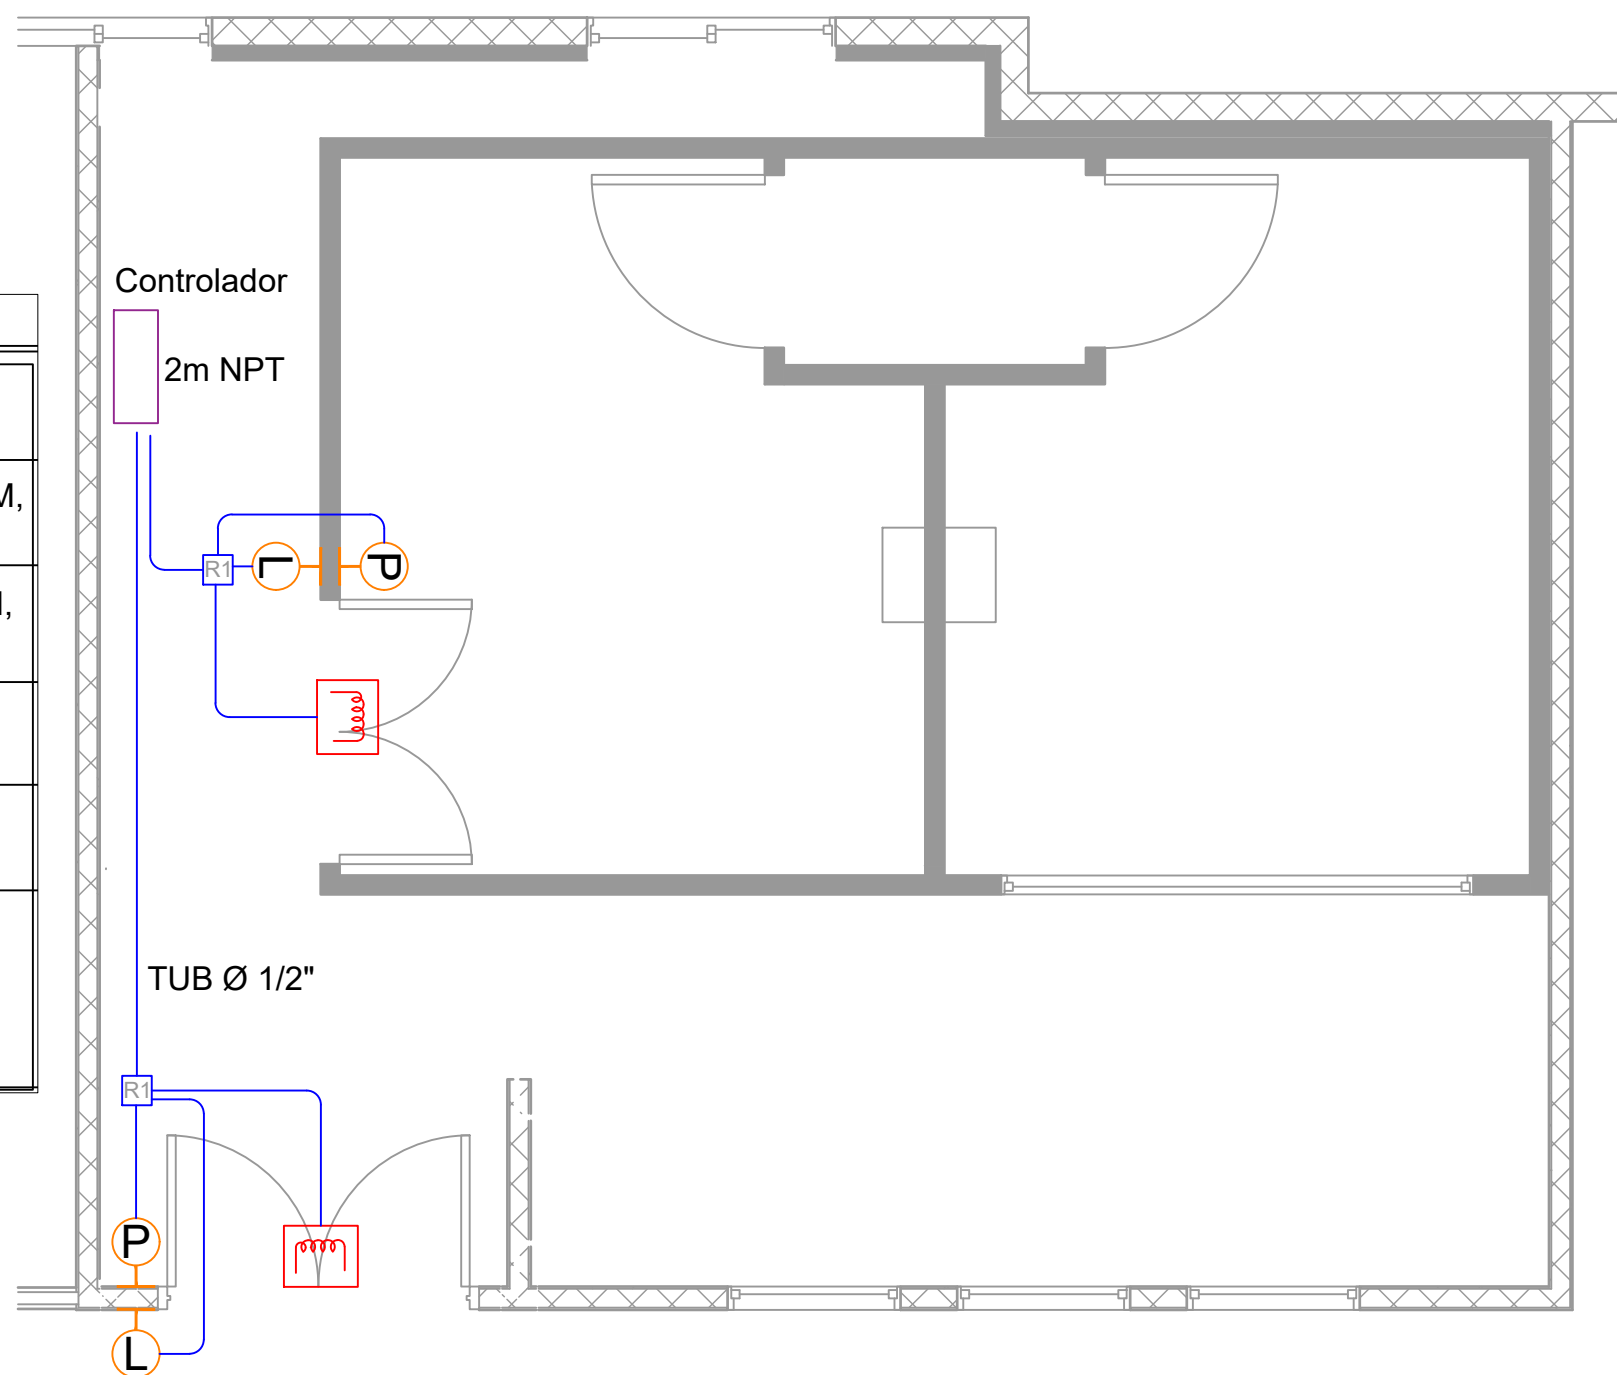 Controlador
2m NPT
M,
R1
L
P
TUB Ø 1/2"
R1
P
L